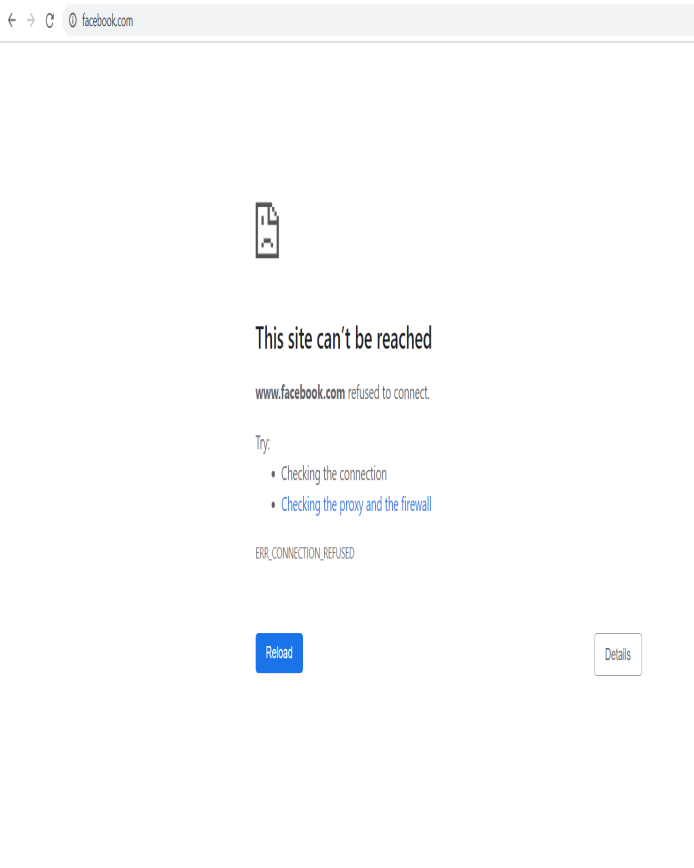 facebook.com
This site can't be reached
www.facebook.com refused to connect.
Try:
• Checking the connection
• Checking the proxy and the firewall
ERR_CONNECTION_REFUSED
Reload
Details